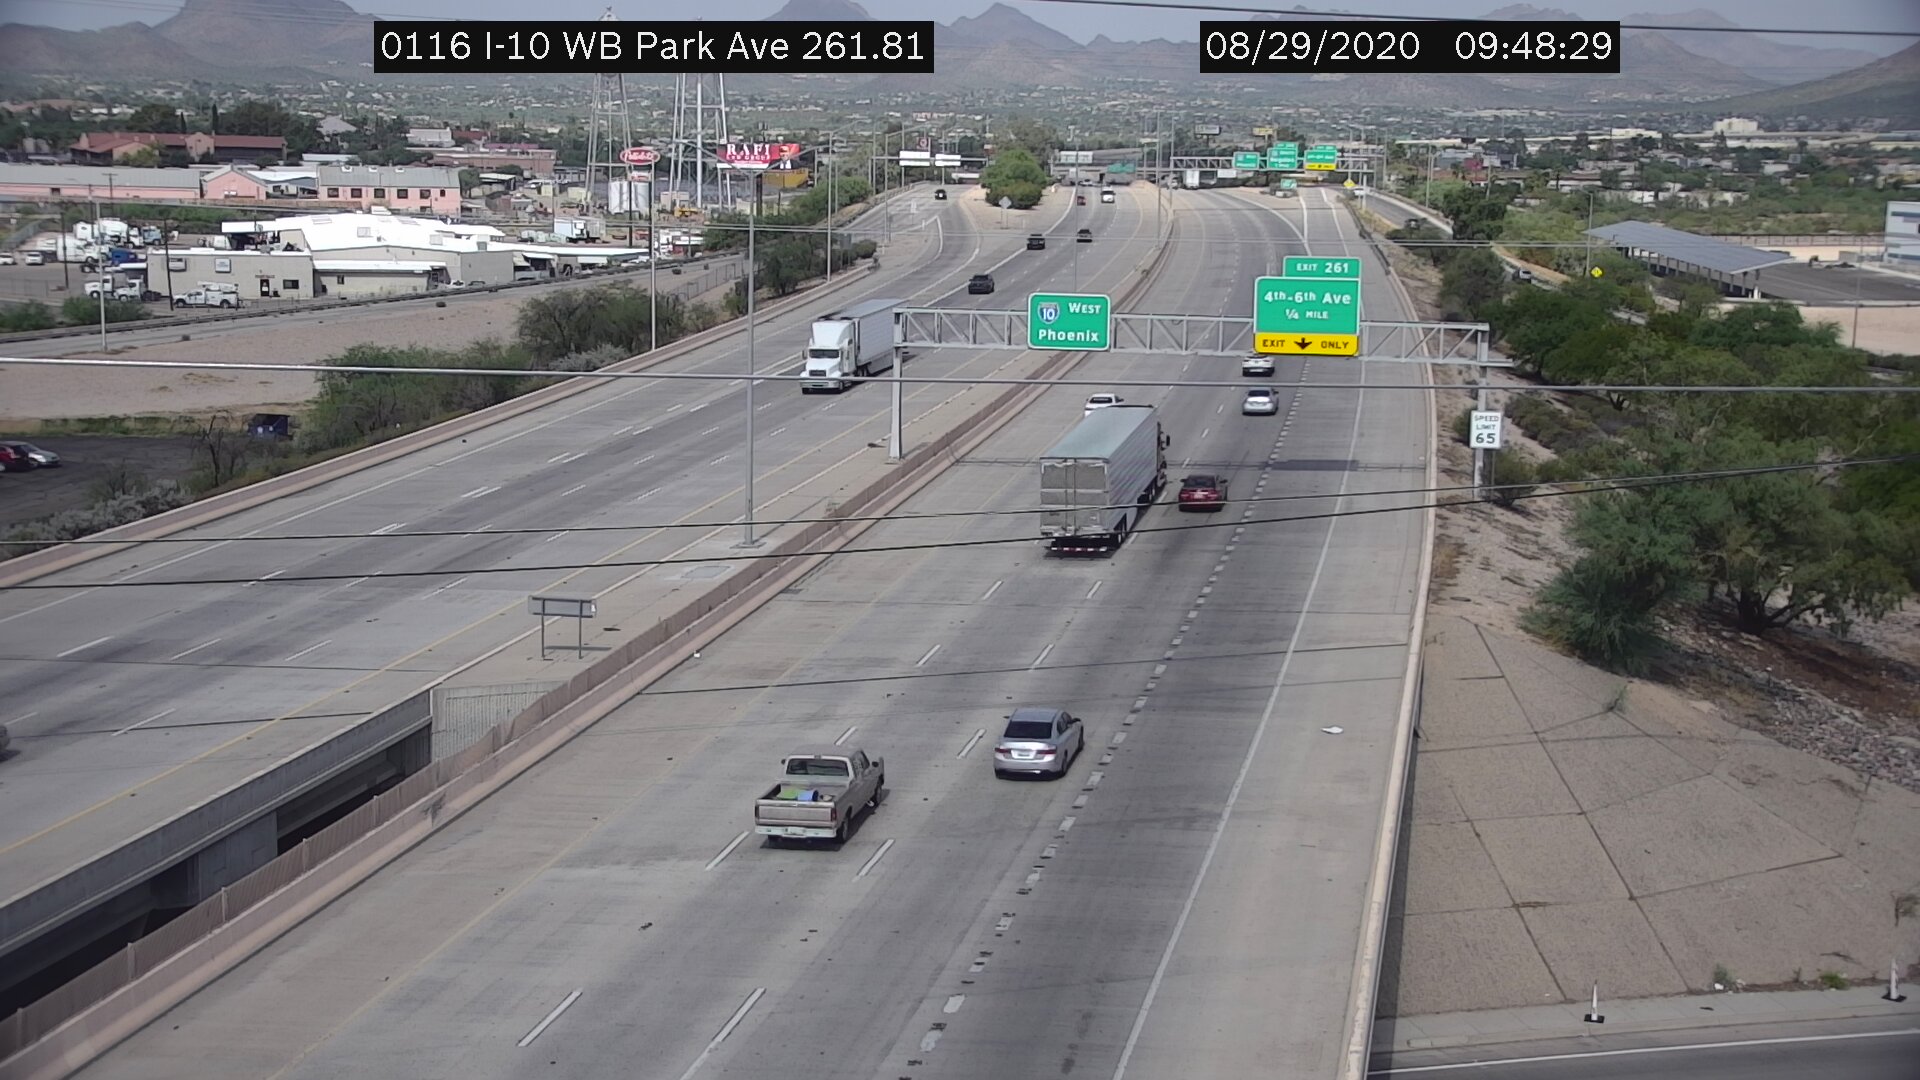 0116 I-10 WB Park Ave 261.81
08/29/2020 09:48:29
RAFI
EXIT 261
10 WEST
Phoenix
4th-6th Ave
1/4 MILE
EXIT ONLY
SPEED
LIMIT
65